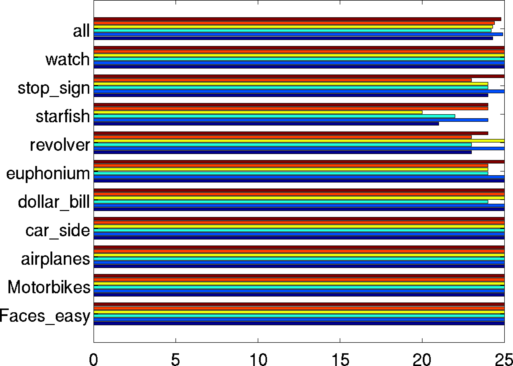 all
watch
stop_sign
starfish
revolver
euphonium
dollar_bill
car_side
airplanes
Motorbikes
Faces_easy
0 5 10 15 20 25